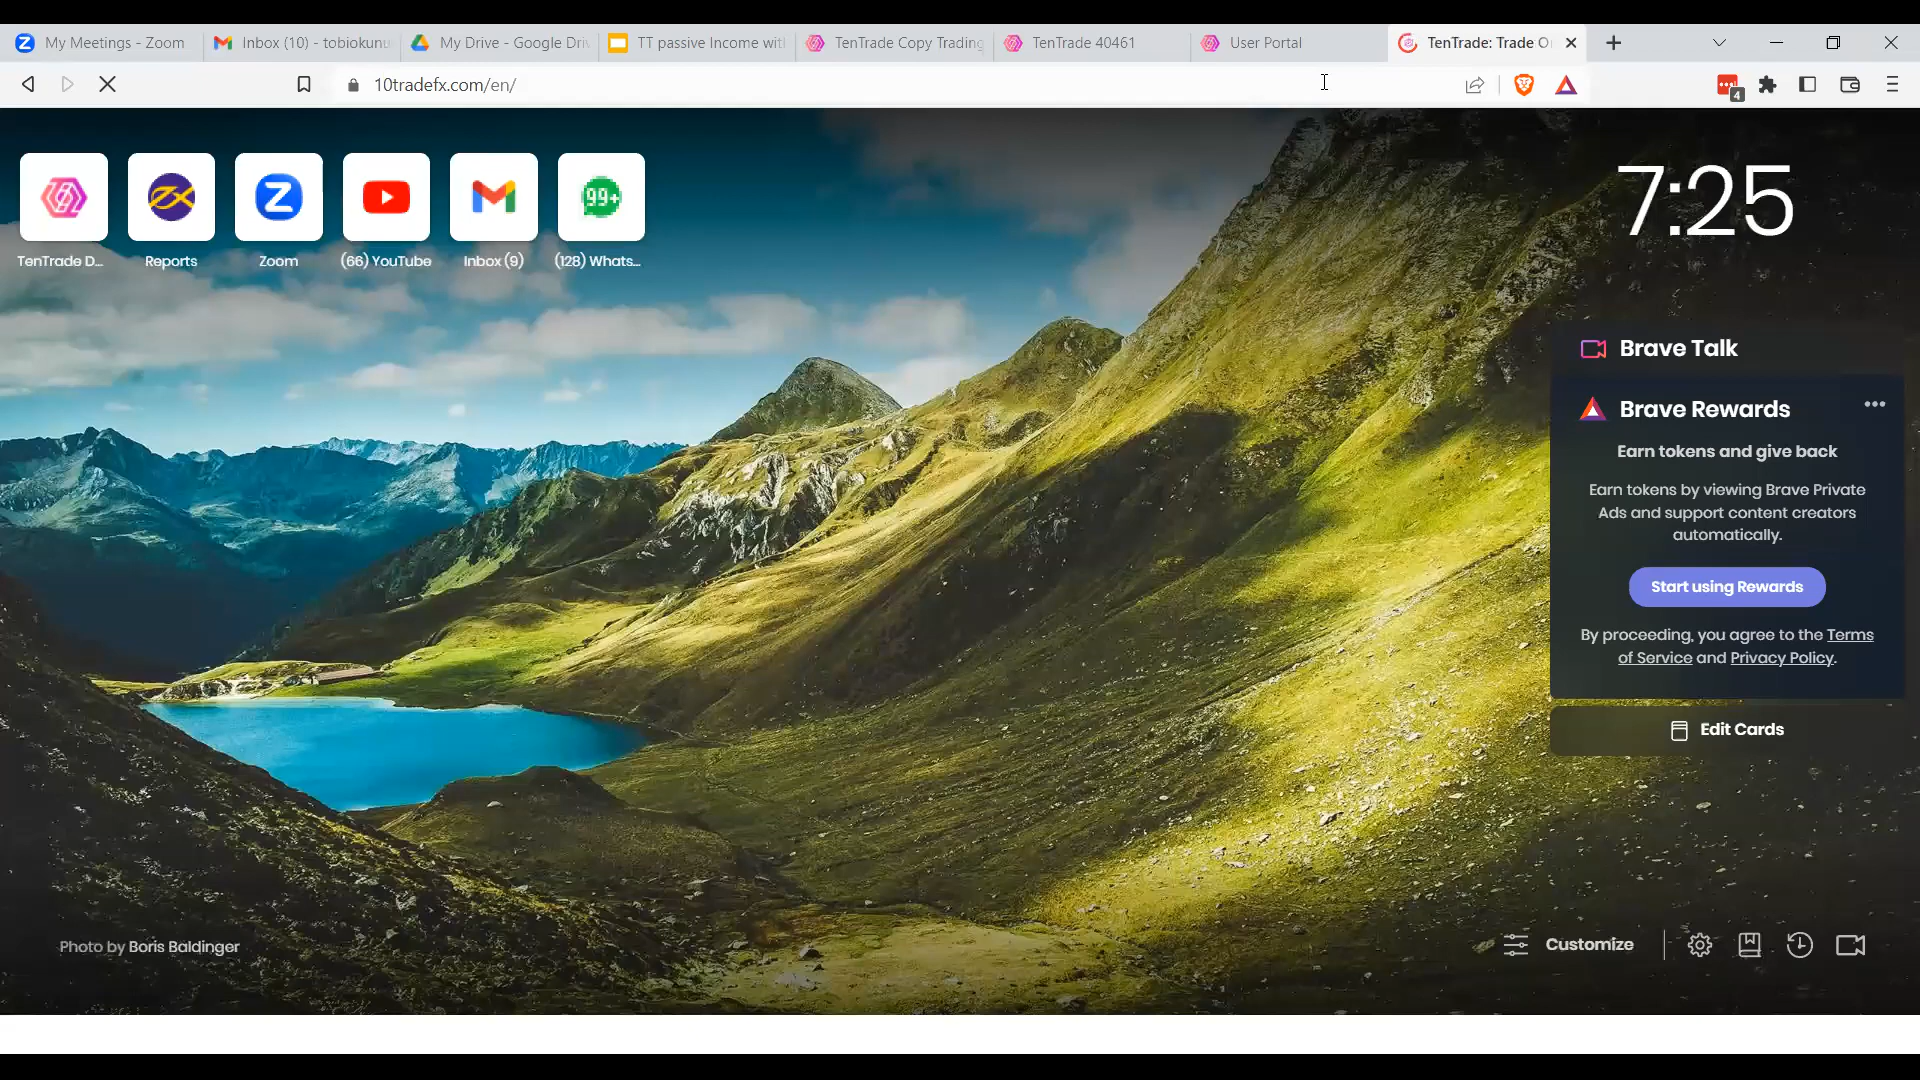 My Meetings - Zoom
Inbox (10) - tobiokunu
My Drive - Google Driv
TT passive Income wit
TenTrade Copy Trading
TenTrade 40461
User Portal
TenTrade: Trade O
10tradefx.com/en/
4
7:25
99+
TenTrade D...
Reports
Zoom
(66) YouTube
Inbox (9)
(128) Whats...
Brave Talk
Brave Rewards
Earn tokens and give back
Earn tokens by viewing Brave Private
Ads and support content creators
automatically.
Start using Rewards
By proceeding, you agree to the Terms
of Service and Privacy Policy.
Edit Cards
Photo by Boris Baldinger
Customize